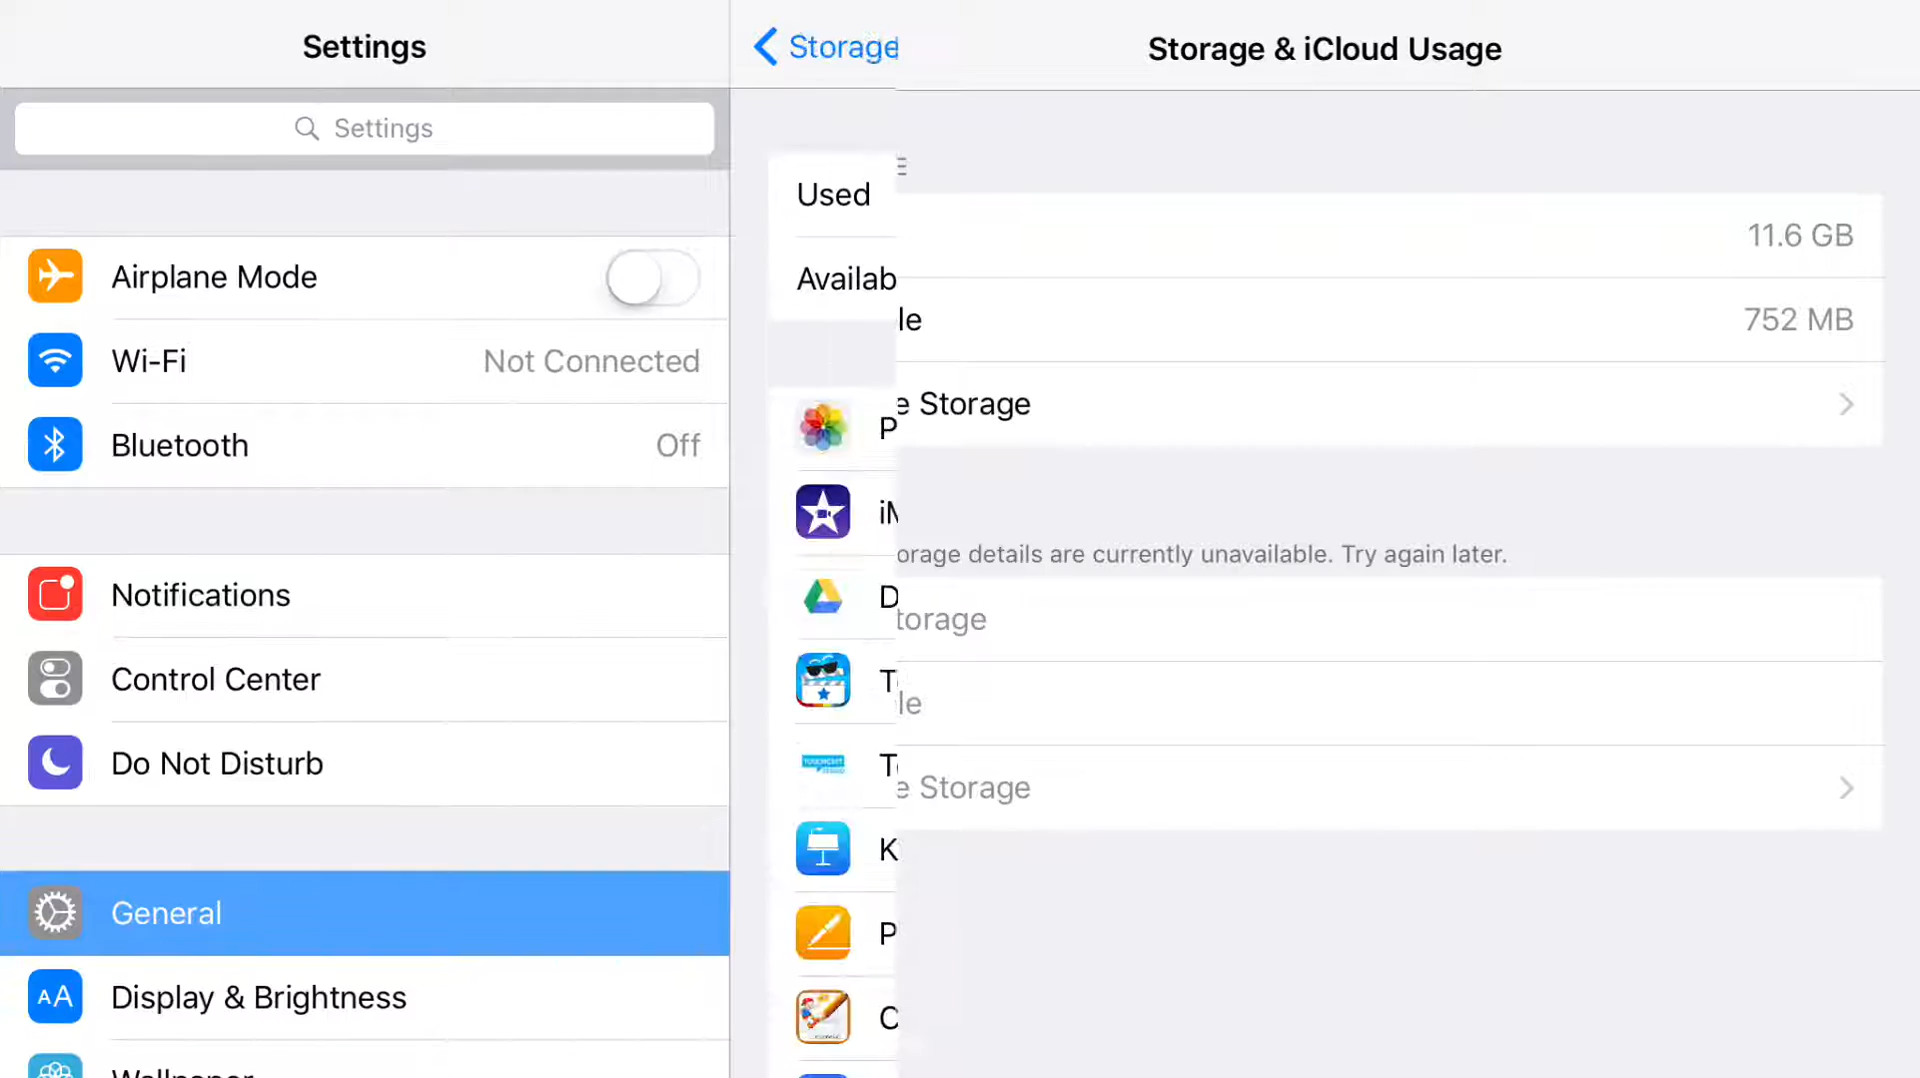 Settings
Settings
Airplane Mode
Wi-Fi Not Connected
Bluetooth Off
Notifications
Control Center
Do Not Disturb
General
Display & Brightness
Storage
Storage & iCloud Usage
Used
11.6 GB
Availab
le 752 MB
e Storage
P
iM
orage details are currently unavailable. Try again later.
D
torage
T
le
T
e Storage
K
P
C